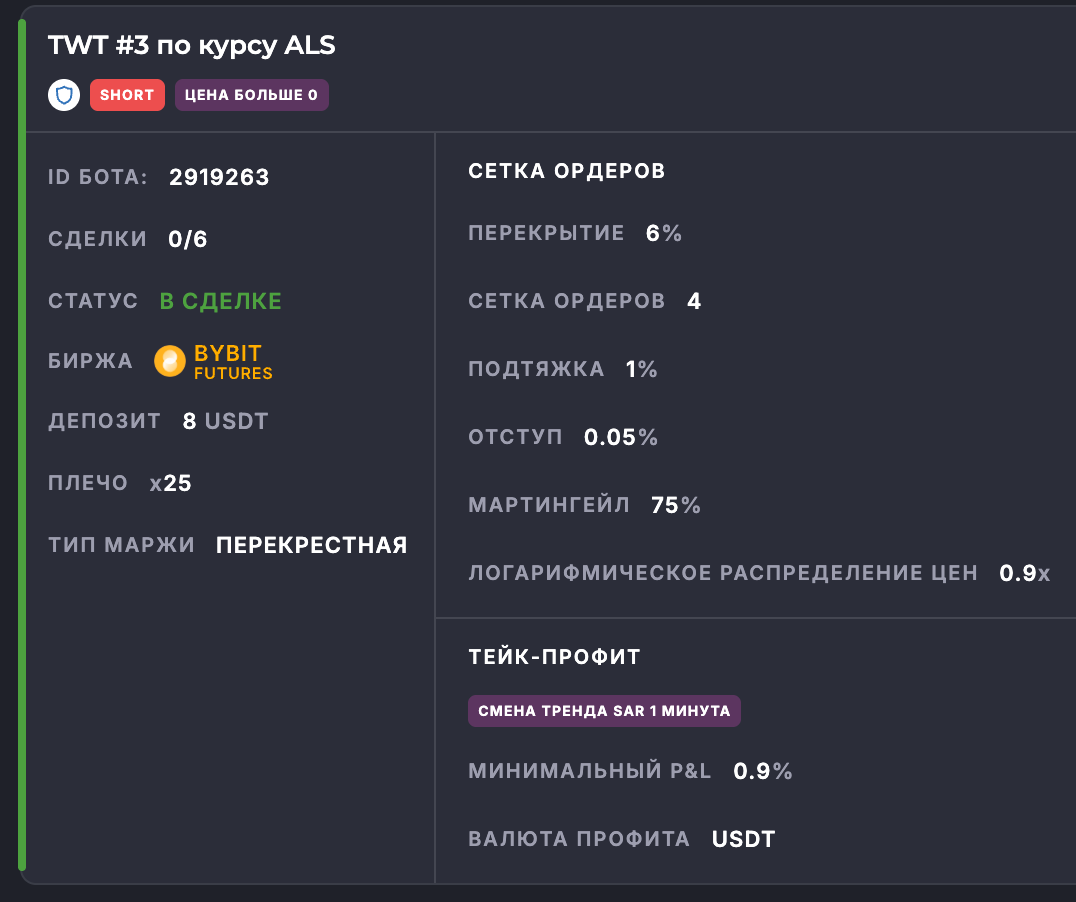 TWT #3 по курсу ALS
SHORT ЦЕНА БОЛЬШЕ 0
ID БОТА: 2919263
СДЕЛКИ 0/6
СТАТУС В СДЕЛКЕ
БИРЖА BYBIT
FUTURES
ДЕПОЗИТ 8 USDT
ПЛЕЧО x25
ТИП МАРЖИ ПЕРЕКРЕСТНАЯ
СЕТКА ОРДЕРОВ
ПЕРЕКРЫТИЕ 6%
СЕТКА ОРДЕРОВ 4
ПОДТЯЖКА 1%
ОТСТУП 0.05%
МАРТИНГЕЙЛ 75%
ЛОГАРИФМИЧЕСКОЕ РАСПРЕДЕЛЕНИЕ ЦЕН 0.9x
ТЕЙК-ПРОФИТ
СМЕНА ТРЕНДА SAR 1 МИНУТА
МИНИМАЛЬНЫЙ P&L 0.9%
ВАЛЮТА ПРОФИТА USDT